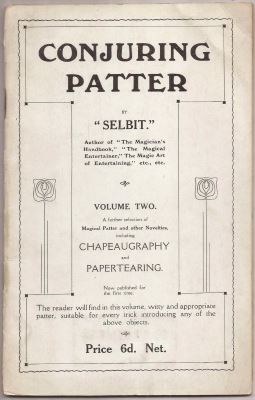 CONJURING
PATTER
BY
"SELBIT."
Author of "The Magician's
Handbook," "The Magical
Entertainer," "The Magic Art
of Entertaining," etc., etc.
VOLUME TWO.
A further selection of
Magical Patter and other Novelties,
including
CHAPEAUGRAPHY
and
PAPERTEARING.
Now published for
the first time.
The reader will find in this volume, witty and appropriate
patter, suitable for every trick introducing any of the
above objects.
Price 6d. Net.